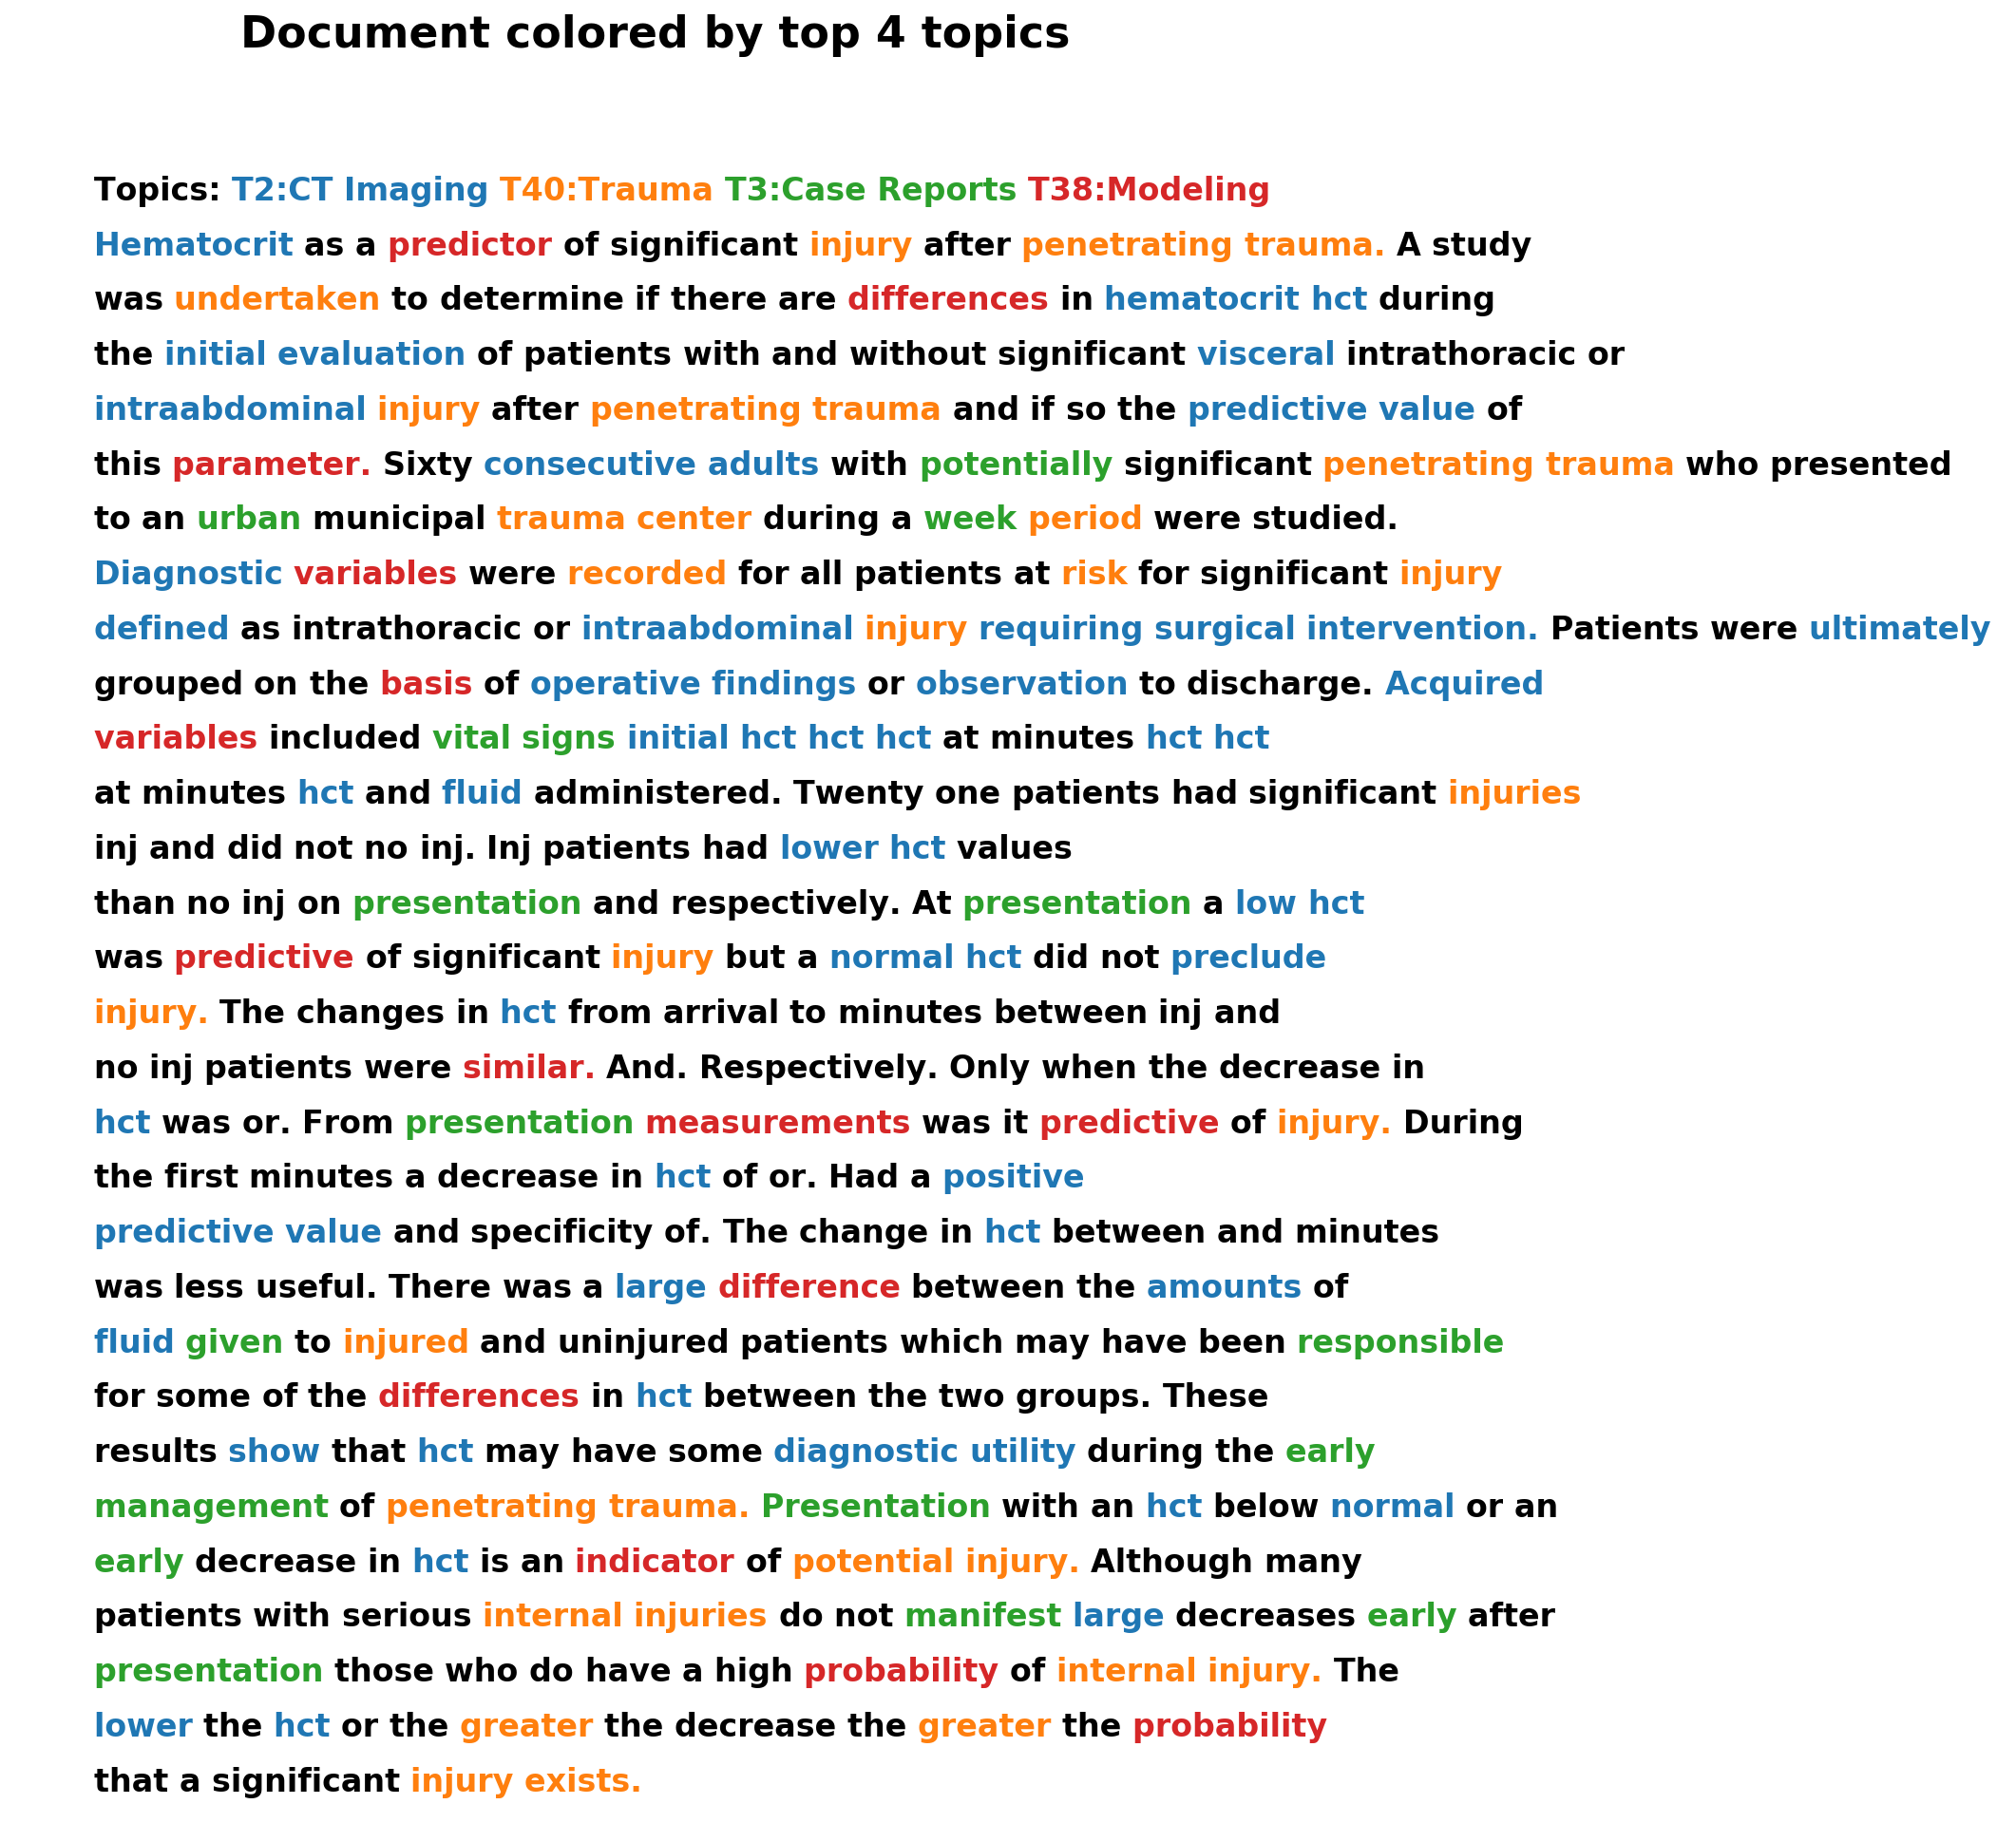 Document colored by top 4 topics
Topics: T2:CT Imaging T40:Trauma T3:Case Reports T38:Modeling
Hematocrit as a predictor of significant injury after penetrating trauma. A study
was undertaken to determine if there are differences in hematocrit hct during
the initial evaluation of patients with and without significant visceral intrathoracic or
intraabdominal injury after penetrating trauma and if so the predictive value of
this parameter. Sixty consecutive adults with potentially significant penetrating trauma who presented
to an urban municipal trauma center during a week period were studied.
Diagnostic variables were recorded for all patients at risk for significant injury
defined as intrathoracic or intraabdominal injury requiring surgical intervention. Patients were ultimately
grouped on the basis of operative findings or observation to discharge. Acquired
variables included vital signs initial hct hct hct at minutes hct hct
at minutes hct and fluid administered. Twenty one patients had significant injuries
inj and did not no inj. Inj patients had lower hct values
than no inj on presentation and respectively. At presentation a low hct
was predictive of significant injury but a normal hct did not preclude
injury. The changes in hct from arrival to minutes between inj and
no inj patients were similar. And. Respectively. Only when the decrease in
hct was or. From presentation measurements was it predictive of injury. During
the first minutes a decrease in hct of or. Had a positive
predictive value and specificity of. The change in hct between and minutes
was less useful. There was a large difference between the amounts of
fluid given to injured and uninjured patients which may have been responsible
for some of the differences in hct between the two groups. These
results show that hct may have some diagnostic utility during the early
management of penetrating trauma. Presentation with an hct below normal or an
early decrease in hct is an indicator of potential injury. Although many
patients with serious internal injuries do not manifest large decreases early after
presentation those who do have a high probability of internal injury. The
lower the hct or the greater the decrease the greater the probability
that a significant injury exists.